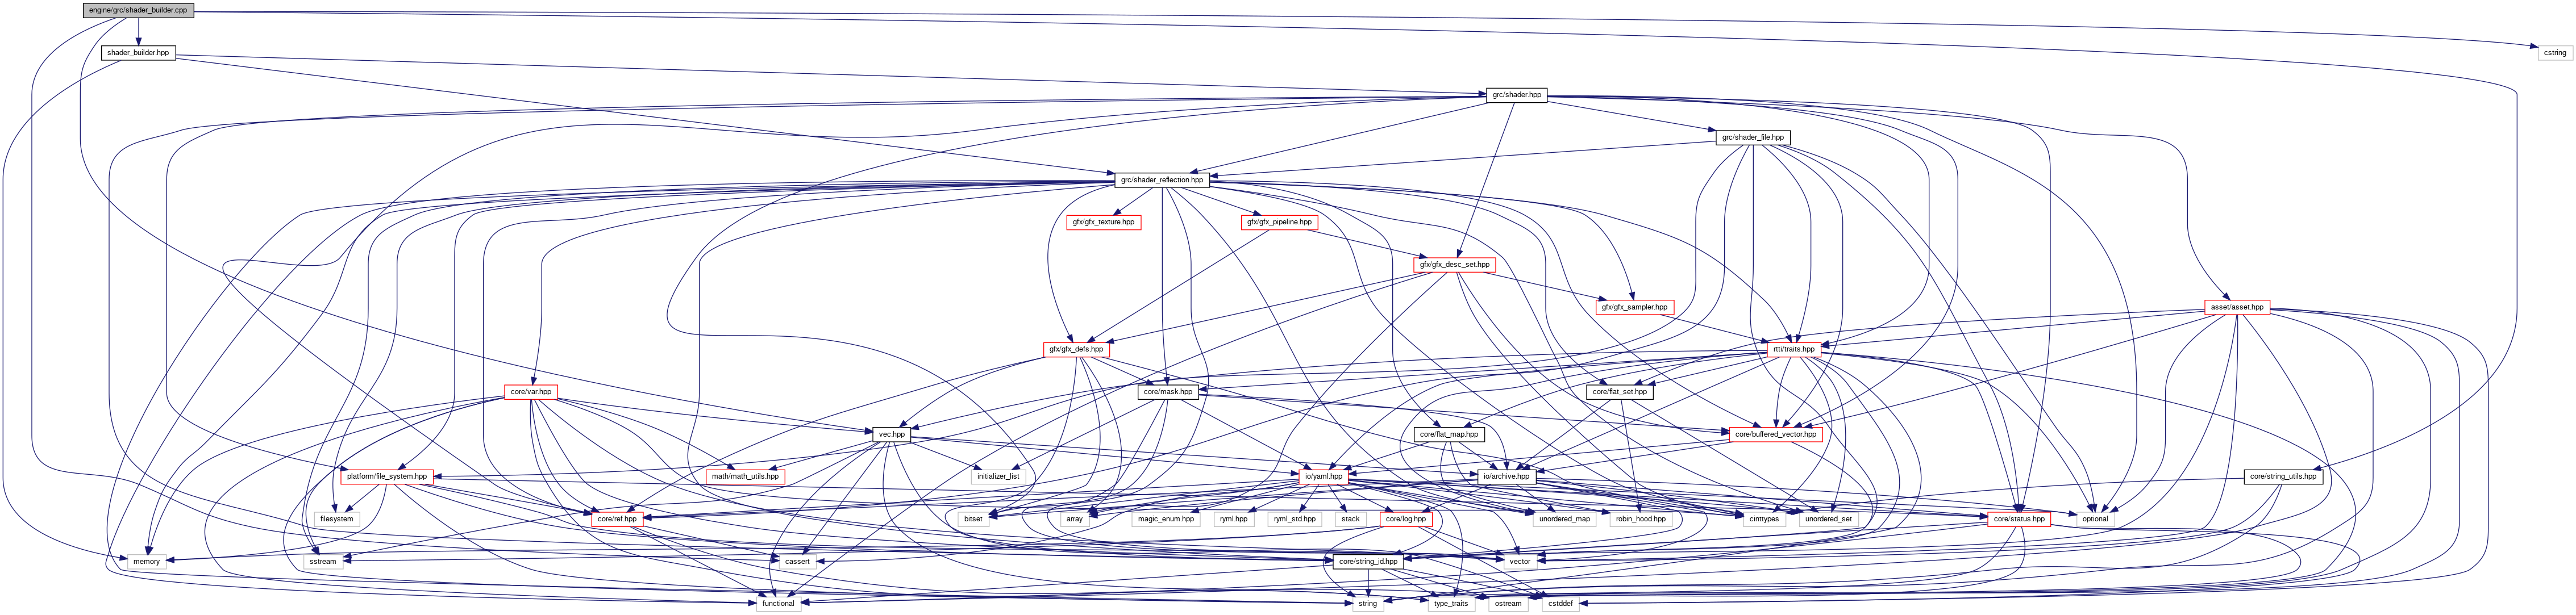 engine/grc/shader_builder.cpp
shader_builder.hpp
cstring
grc/shader.hpp
grc/shader_file.hpp
grc/shader_reflection.hpp
gfx/gfx_texture.hpp
gfx/gfx_pipeline.hpp
gfx/gfx_desc_set.hpp
gfx/gfx_sampler.hpp
asset/asset.hpp
gfx/gfx_defs.hpp
rtti/traits.hpp
core/var.hpp
core/mask.hpp
core/flat_set.hpp
vec.hpp
core/flat_map.hpp
core/buffered_vector.hpp
platform/file_system.hpp
math/math_utils.hpp
initializer_list
io/yaml.hpp
io/archive.hpp
core/string_utils.hpp
filesystem
core/ref.hpp
bitset
array
magic_enum.hpp
ryml.hpp
ryml_std.hpp
stack
core/log.hpp
unordered_map
robin_hood.hpp
cinttypes
unordered_set
core/status.hpp
optional
memory
sstream
cassert
core/string_id.hpp
vector
functional
string
type_traits
ostream
cstddef